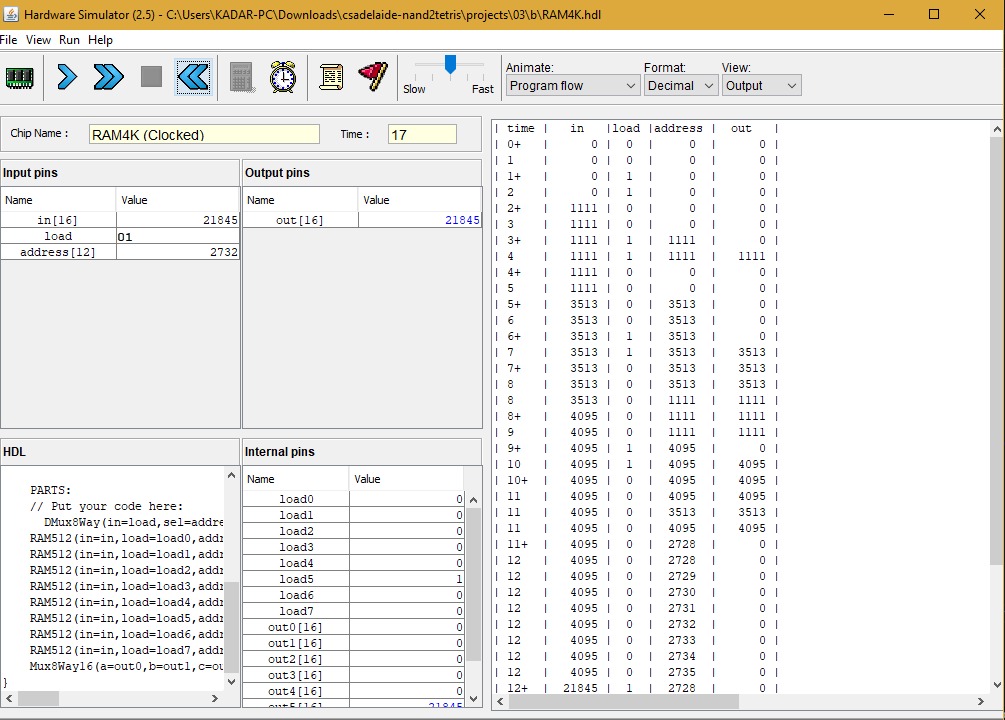 Hardware Simulator (2.5) - C:\Users\KADAR-PC\Downloads\csadelaide-nand2tetris\projects\03\b\RAM4K.hdl
File View Run Help
Slow Fast
Animate: Format: View:
Program flow Decimal Output
Chip Name : RAM4K (Clocked) Time : 17
Input pins
Name Value
in[16] 21845
load 01
address[12] 2732
Output pins
Name Value
out[16] 21845
HDL
PARTS:
// Put your code here:
DMux8Way(in=load,sel=addre
RAM512(in=in,load=load0,addr
RAM512(in=in,load=load1,addr
RAM512(in=in,load=load2,addr
RAM512(in=in,load=load3,addr
RAM512(in=in,load=load4,addr
RAM512(in=in,load=load5,addr
RAM512(in=in,load=load6,addr
RAM512(in=in,load=load7,addr
Mux8Way16(a=out0,b=out1,c=ou
}
Internal pins
Name Value
load0 0
load1 0
load2 0
load3 0
load4 0
load5 1
load6 0
load7 0
out0[16] 0
out1[16] 0
out2[16] 0
out3[16] 0
out4[16] 0
out5[16] 21845
| time | in |load |address | out |
| 0+ | 0 | 0 | 0 | 0 |
| 1 | 0 | 0 | 0 | 0 |
| 1+ | 0 | 1 | 0 | 0 |
| 2 | 0 | 1 | 0 | 0 |
| 2+ | 1111 | 0 | 0 | 0 |
| 3 | 1111 | 0 | 0 | 0 |
| 3+ | 1111 | 1 | 1111 | 0 |
| 4 | 1111 | 1 | 1111 | 1111 |
| 4+ | 1111 | 0 | 0 | 0 |
| 5 | 1111 | 0 | 0 | 0 |
| 5+ | 3513 | 0 | 3513 | 0 |
| 6 | 3513 | 0 | 3513 | 0 |
| 6+ | 3513 | 1 | 3513 | 0 |
| 7 | 3513 | 1 | 3513 | 3513 |
| 7+ | 3513 | 0 | 3513 | 3513 |
| 8 | 3513 | 0 | 3513 | 3513 |
| 8 | 3513 | 0 | 1111 | 1111 |
| 8+ | 4095 | 0 | 1111 | 1111 |
| 9 | 4095 | 0 | 1111 | 1111 |
| 9+ | 4095 | 1 | 4095 | 0 |
| 10 | 4095 | 1 | 4095 | 4095 |
| 10+ | 4095 | 0 | 4095 | 4095 |
| 11 | 4095 | 0 | 4095 | 4095 |
| 11 | 4095 | 0 | 3513 | 3513 |
| 11 | 4095 | 0 | 4095 | 4095 |
| 11+ | 4095 | 0 | 2728 | 0 |
| 12 | 4095 | 0 | 2728 | 0 |
| 12 | 4095 | 0 | 2729 | 0 |
| 12 | 4095 | 0 | 2730 | 0 |
| 12 | 4095 | 0 | 2731 | 0 |
| 12 | 4095 | 0 | 2732 | 0 |
| 12 | 4095 | 0 | 2733 | 0 |
| 12 | 4095 | 0 | 2734 | 0 |
| 12 | 4095 | 0 | 2735 | 0 |
| 12+ | 21845 | 1 | 2728 | 0 |